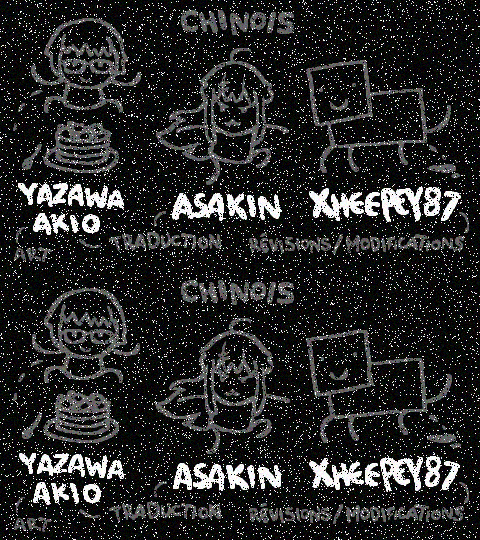 CHINOIS
YAZAWA AKIO
ASAKIN
XHEEPEY87
ART
TRADUCTION
RÉVISIONS/MODIFICATIONS
CHINOIS
YAZAWA AKIO
ASAKIN
XHEEPEY87
ART
TRADUCTION
RÉVISIONS/MODIFICATIONS